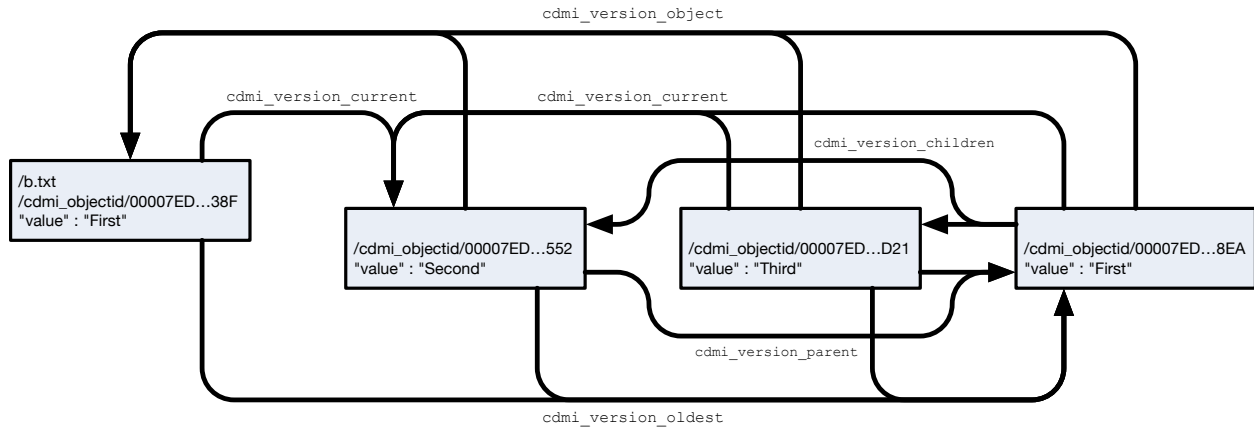 cdmi_version_object
cdmi_version_current
cdmi_version_current
cdmi_version_children
/b.txt
/cdmi_objectid/00007ED…38F
"value" : "First"
/cdmi_objectid/00007ED…552
"value" : "Second"
/cdmi_objectid/00007ED…D21
"value" : "Third"
/cdmi_objectid/00007ED…8EA
"value" : "First"
cdmi_version_parent
cdmi_version_oldest